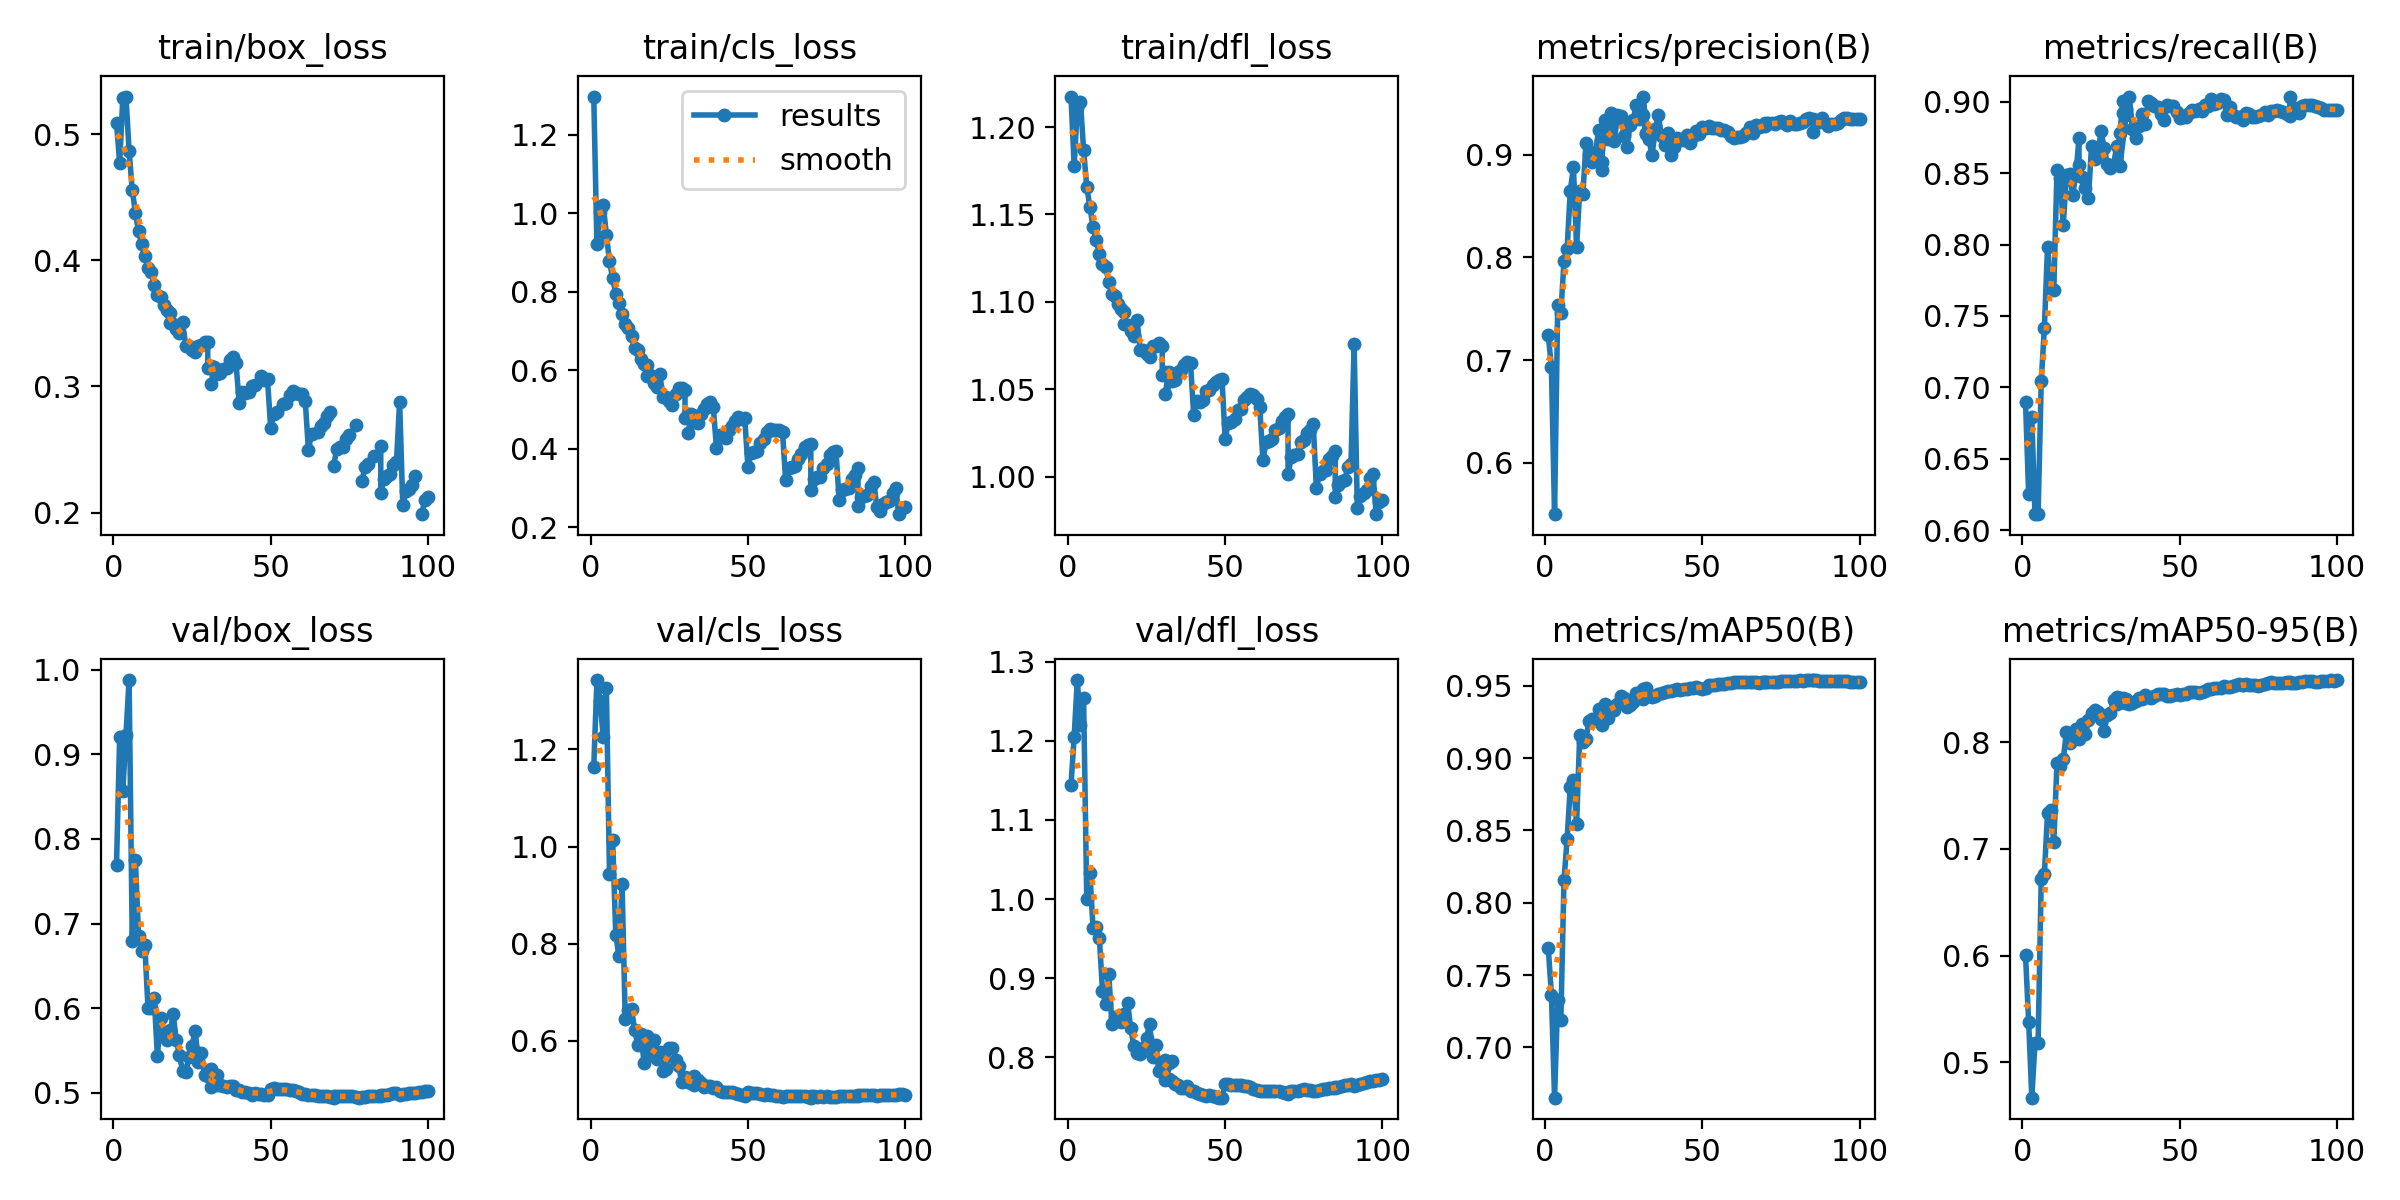 train/box_loss
0.5
0.4
0.3
0.2
0 50 100
train/cls_loss
results
smooth
1.2
1.0
0.8
0.6
0.4
0.2
0 50 100
train/dfl_loss
1.20
1.15
1.10
1.05
1.00
0 50 100
metrics/precision(B)
0.9
0.8
0.7
0.6
0 50 100
metrics/recall(B)
0.90
0.85
0.80
0.75
0.70
0.65
0.60
0 50 100
val/box_loss
1.0
0.9
0.8
0.7
0.6
0.5
0 50 100
val/cls_loss
1.2
1.0
0.8
0.6
0 50 100
val/dfl_loss
1.3
1.2
1.1
1.0
0.9
0.8
0 50 100
metrics/mAP50(B)
0.95
0.90
0.85
0.80
0.75
0.70
0 50 100
metrics/mAP50-95(B)
0.8
0.7
0.6
0.5
0 50 100